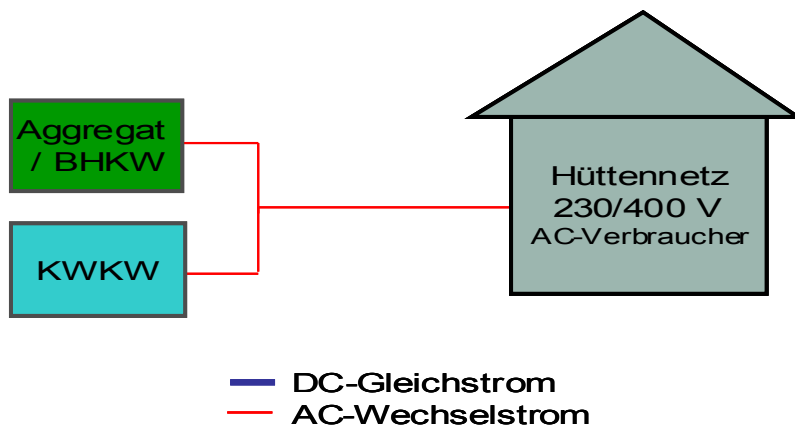 Aggregat
/ BHKW
KWKW
Hüttennetz
230/400 V
AC-Verbraucher
DC-Gleichstrom
AC-Wechselstrom